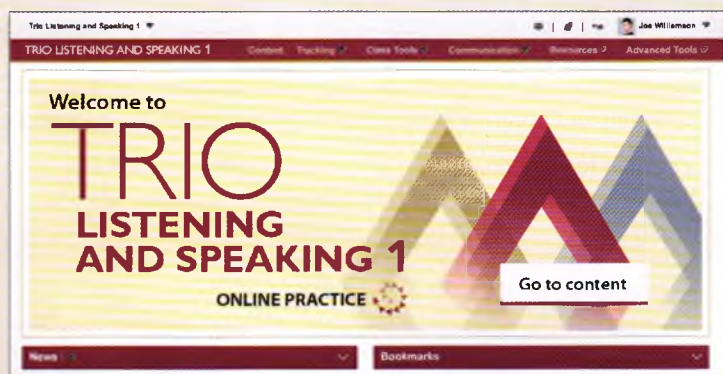 Trio Listening and Speaking 1
Joe Williamson
TRIO LISTENING AND SPEAKING 1 Content Tracking Class Tools Communication Resources Advanced Tools
Welcome to
TRIO
LISTENING
AND SPEAKING 1
Go to content
ONLINE PRACTICE
News
Bookmarks